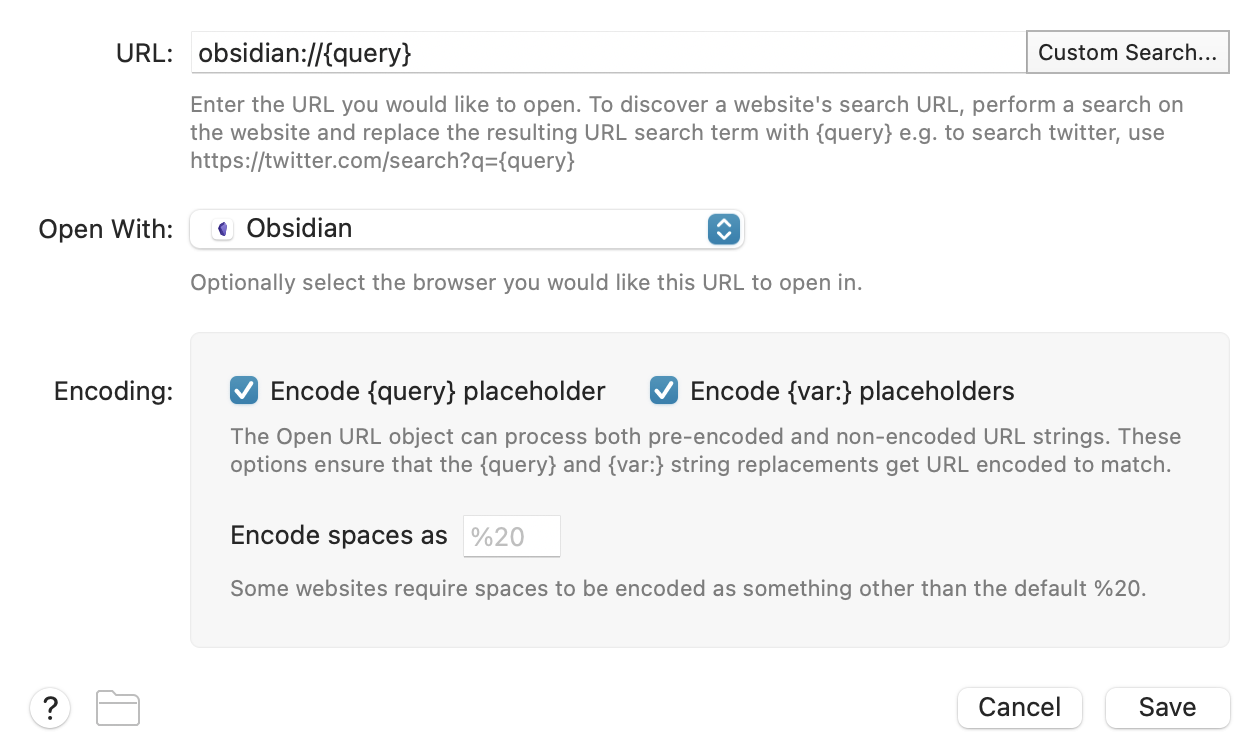 URL: obsidian://{query} Custom Search...
Enter the URL you would like to open. To discover a website's search URL, perform a search on
the website and replace the resulting URL search term with {query} e.g. to search twitter, use
https://twitter.com/search?q={query}
Open With: Obsidian
Optionally select the browser you would like this URL to open in.
Encoding: Encode {query} placeholder Encode {var:} placeholders
The Open URL object can process both pre-encoded and non-encoded URL strings. These
options ensure that the {query} and {var:} string replacements get URL encoded to match.
Encode spaces as %20
Some websites require spaces to be encoded as something other than the default %20.
? Cancel Save